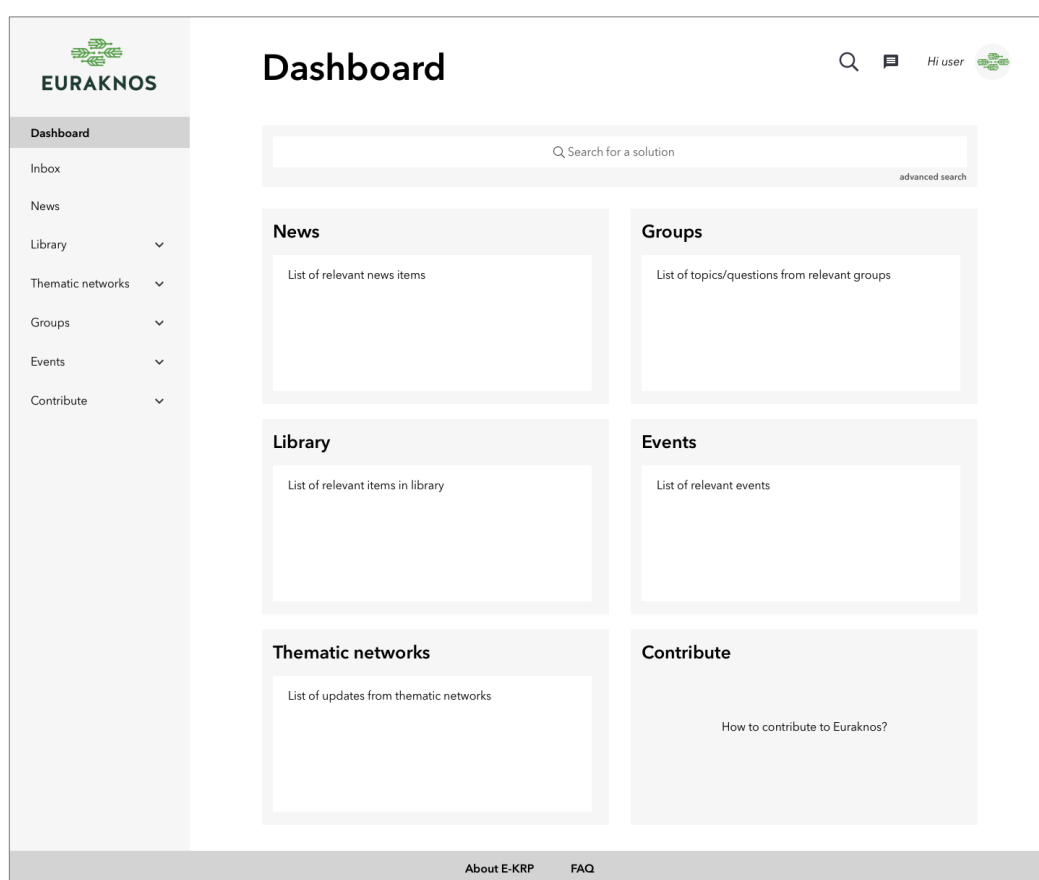 EURAKNOS
Dashboard
Inbox
News
Library
Thematic networks
Groups
Events
Contribute
Dashboard
Hi user
Search for a solution
advanced search
News
List of relevant news items
Groups
List of topics/questions from relevant groups
Library
List of relevant items in library
Events
List of relevant events
Thematic networks
List of updates from thematic networks
Contribute
How to contribute to Euraknos?
About E-KRP FAQ